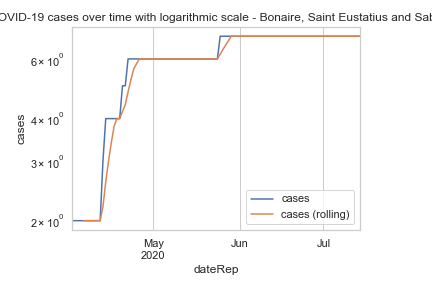 OVID-19 cases over time with logarithmic scale - Bonaire, Saint Eustatius and Sab
6 × 10⁰
4 × 10⁰
3 × 10⁰
2 × 10⁰
cases
cases
cases (rolling)
May
2020
Jun
Jul
dateRep